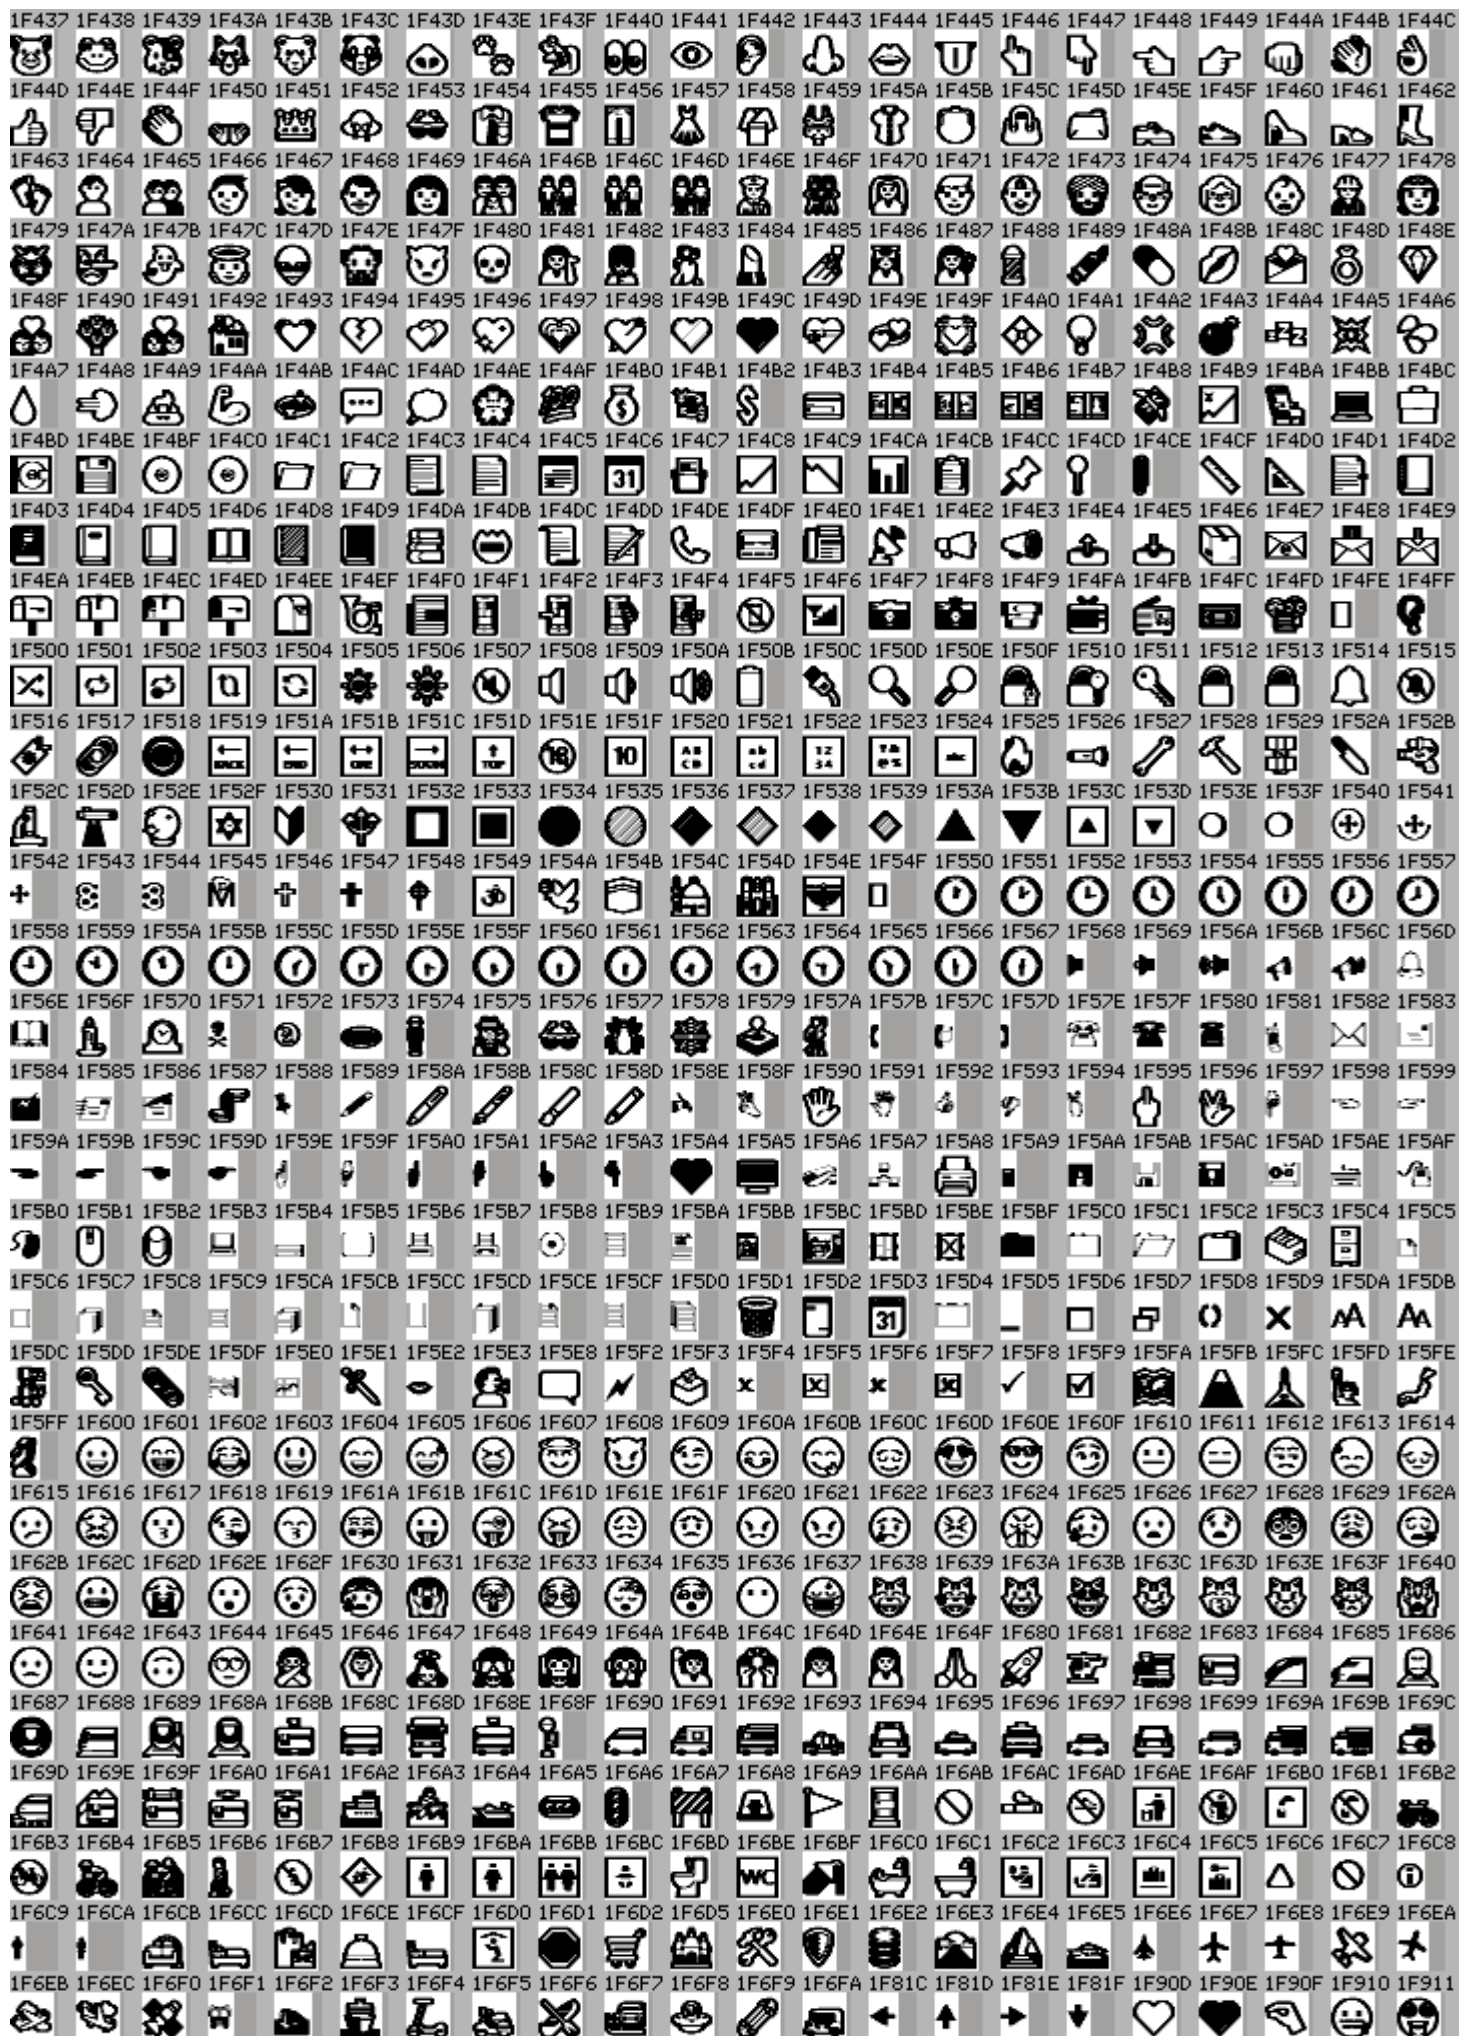 1F437 1F438 1F439 1F43A 1F43B 1F43C 1F43D 1F43E 1F43F 1F440 1F441 1F442 1F443 1F444 1F445 1F446 1F447 1F448 1F449 1F44A 1F44B 1F44C
1F44D 1F44E 1F44F 1F450 1F451 1F452 1F453 1F454 1F455 1F456 1F457 1F458 1F459 1F45A 1F45B 1F45C 1F45D 1F45E 1F45F 1F460 1F461 1F462
1F463 1F464 1F465 1F466 1F467 1F468 1F469 1F46A 1F46B 1F46C 1F46D 1F46E 1F46F 1F470 1F471 1F472 1F473 1F474 1F475 1F476 1F477 1F478
1F479 1F47A 1F47B 1F47C 1F47D 1F47E 1F47F 1F480 1F481 1F482 1F483 1F484 1F485 1F486 1F487 1F488 1F489 1F48A 1F48B 1F48C 1F48D 1F48E
1F48F 1F490 1F491 1F492 1F493 1F494 1F495 1F496 1F497 1F498 1F49B 1F49C 1F49D 1F49E 1F49F 1F4A0 1F4A1 1F4A2 1F4A3 1F4A4 1F4A5 1F4A6
1F4A7 1F4A8 1F4A9 1F4AA 1F4AB 1F4AC 1F4AD 1F4AE 1F4AF 1F4B0 1F4B1 1F4B2 1F4B3 1F4B4 1F4B5 1F4B6 1F4B7 1F4B8 1F4B9 1F4BA 1F4BB 1F4BC
1F4BD 1F4BE 1F4BF 1F4C0 1F4C1 1F4C2 1F4C3 1F4C4 1F4C5 1F4C6 1F4C7 1F4C8 1F4C9 1F4CA 1F4CB 1F4CC 1F4CD 1F4CE 1F4CF 1F4D0 1F4D1 1F4D2
31
1F4D3 1F4D4 1F4D5 1F4D6 1F4D8 1F4D9 1F4DA 1F4DB 1F4DC 1F4DD 1F4DE 1F4DF 1F4E0 1F4E1 1F4E2 1F4E3 1F4E4 1F4E5 1F4E6 1F4E7 1F4E8 1F4E9
1F4EA 1F4EB 1F4EC 1F4ED 1F4EE 1F4EF 1F4F0 1F4F1 1F4F2 1F4F3 1F4F4 1F4F5 1F4F6 1F4F7 1F4F8 1F4F9 1F4FA 1F4FB 1F4FC 1F4FD 1F4FE 1F4FF
1F500 1F501 1F502 1F503 1F504 1F505 1F506 1F507 1F508 1F509 1F50A 1F50B 1F50C 1F50D 1F50E 1F50F 1F510 1F511 1F512 1F513 1F514 1F515
1F516 1F517 1F518 1F519 1F51A 1F51B 1F51C 1F51D 1F51E 1F51F 1F520 1F521 1F522 1F523 1F524 1F525 1F526 1F527 1F528 1F529 1F52A 1F52B
BACK END SOON TOP 18 10 AB CD ab cd 12 34 abc
1F52C 1F52D 1F52E 1F52F 1F530 1F531 1F532 1F533 1F534 1F535 1F536 1F537 1F538 1F539 1F53A 1F53B 1F53C 1F53D 1F53E 1F53F 1F540 1F541
1F542 1F543 1F544 1F545 1F546 1F547 1F548 1F549 1F54A 1F54B 1F54C 1F54D 1F54E 1F54F 1F550 1F551 1F552 1F553 1F554 1F555 1F556 1F557
1F558 1F559 1F55A 1F55B 1F55C 1F55D 1F55E 1F55F 1F560 1F561 1F562 1F563 1F564 1F565 1F566 1F567 1F568 1F569 1F56A 1F56B 1F56C 1F56D
1F56E 1F56F 1F570 1F571 1F572 1F573 1F574 1F575 1F576 1F577 1F578 1F579 1F57A 1F57B 1F57C 1F57D 1F57E 1F57F 1F580 1F581 1F582 1F583
1F584 1F585 1F586 1F587 1F588 1F589 1F58A 1F58B 1F58C 1F58D 1F58E 1F58F 1F590 1F591 1F592 1F593 1F594 1F595 1F596 1F597 1F598 1F599
1F59A 1F59B 1F59C 1F59D 1F59E 1F59F 1F5A0 1F5A1 1F5A2 1F5A3 1F5A4 1F5A5 1F5A6 1F5A7 1F5A8 1F5A9 1F5AA 1F5AB 1F5AC 1F5AD 1F5AE 1F5AF
1F5B0 1F5B1 1F5B2 1F5B3 1F5B4 1F5B5 1F5B6 1F5B7 1F5B8 1F5B9 1F5BA 1F5BB 1F5BC 1F5BD 1F5BE 1F5BF 1F5C0 1F5C1 1F5C2 1F5C3 1F5C4 1F5C5
1F5C6 1F5C7 1F5C8 1F5C9 1F5CA 1F5CB 1F5CC 1F5CD 1F5CE 1F5CF 1F5D0 1F5D1 1F5D2 1F5D3 1F5D4 1F5D5 1F5D6 1F5D7 1F5D8 1F5D9 1F5DA 1F5DB
31 AA AA
1F5DC 1F5DD 1F5DE 1F5DF 1F5E0 1F5E1 1F5E2 1F5E3 1F5E8 1F5F2 1F5F3 1F5F4 1F5F5 1F5F6 1F5F7 1F5F8 1F5F9 1F5FA 1F5FB 1F5FC 1F5FD 1F5FE
1F5FF 1F600 1F601 1F602 1F603 1F604 1F605 1F606 1F607 1F608 1F609 1F60A 1F60B 1F60C 1F60D 1F60E 1F60F 1F610 1F611 1F612 1F613 1F614
1F615 1F616 1F617 1F618 1F619 1F61A 1F61B 1F61C 1F61D 1F61E 1F61F 1F620 1F621 1F622 1F623 1F624 1F625 1F626 1F627 1F628 1F629 1F62A
1F62B 1F62C 1F62D 1F62E 1F62F 1F630 1F631 1F632 1F633 1F634 1F635 1F636 1F637 1F638 1F639 1F63A 1F63B 1F63C 1F63D 1F63E 1F63F 1F640
1F641 1F642 1F643 1F644 1F645 1F646 1F647 1F648 1F649 1F64A 1F64B 1F64C 1F64D 1F64E 1F64F 1F680 1F681 1F682 1F683 1F684 1F685 1F686
1F687 1F688 1F689 1F68A 1F68B 1F68C 1F68D 1F68E 1F68F 1F690 1F691 1F692 1F693 1F694 1F695 1F696 1F697 1F698 1F699 1F69A 1F69B 1F69C
1F69D 1F69E 1F69F 1F6A0 1F6A1 1F6A2 1F6A3 1F6A4 1F6A5 1F6A6 1F6A7 1F6A8 1F6A9 1F6AA 1F6AB 1F6AC 1F6AD 1F6AE 1F6AF 1F6B0 1F6B1 1F6B2
1F6B3 1F6B4 1F6B5 1F6B6 1F6B7 1F6B8 1F6B9 1F6BA 1F6BB 1F6BC 1F6BD 1F6BE 1F6BF 1F6C0 1F6C1 1F6C2 1F6C3 1F6C4 1F6C5 1F6C6 1F6C7 1F6C8
WC
1F6C9 1F6CA 1F6CB 1F6CC 1F6CD 1F6CE 1F6CF 1F6D0 1F6D1 1F6D2 1F6D5 1F6E0 1F6E1 1F6E2 1F6E3 1F6E4 1F6E5 1F6E6 1F6E7 1F6E8 1F6E9 1F6EA
1F6EB 1F6EC 1F6F0 1F6F1 1F6F2 1F6F3 1F6F4 1F6F5 1F6F6 1F6F7 1F6F8 1F6F9 1F6FA 1F81C 1F81D 1F81E 1F81F 1F90D 1F90E 1F90F 1F910 1F911